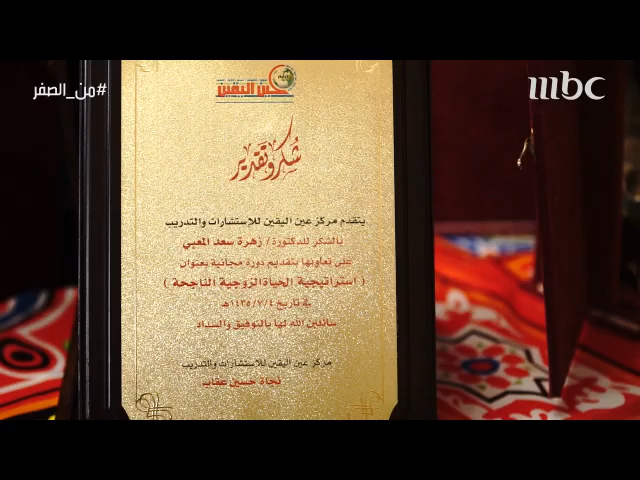 #من_الصفر
mbc
عين اليقين
شكر وتقدير
يتقدم مركز عين اليقين للإستشارات والتدريب
بالشكر للدكتورة / زهرة سعد المعبي
على تعاونها بتقديم دورة مجانية بعنوان
( استراتيجية الحياة الزوجية الناجحة )
في تاريخ ١٤٣٥/٧/٤هـ
سائلين الله لها بالتوفيق والسداد
مركز عين اليقين للاستشارات والتدريب
نجاة حسين عقاب